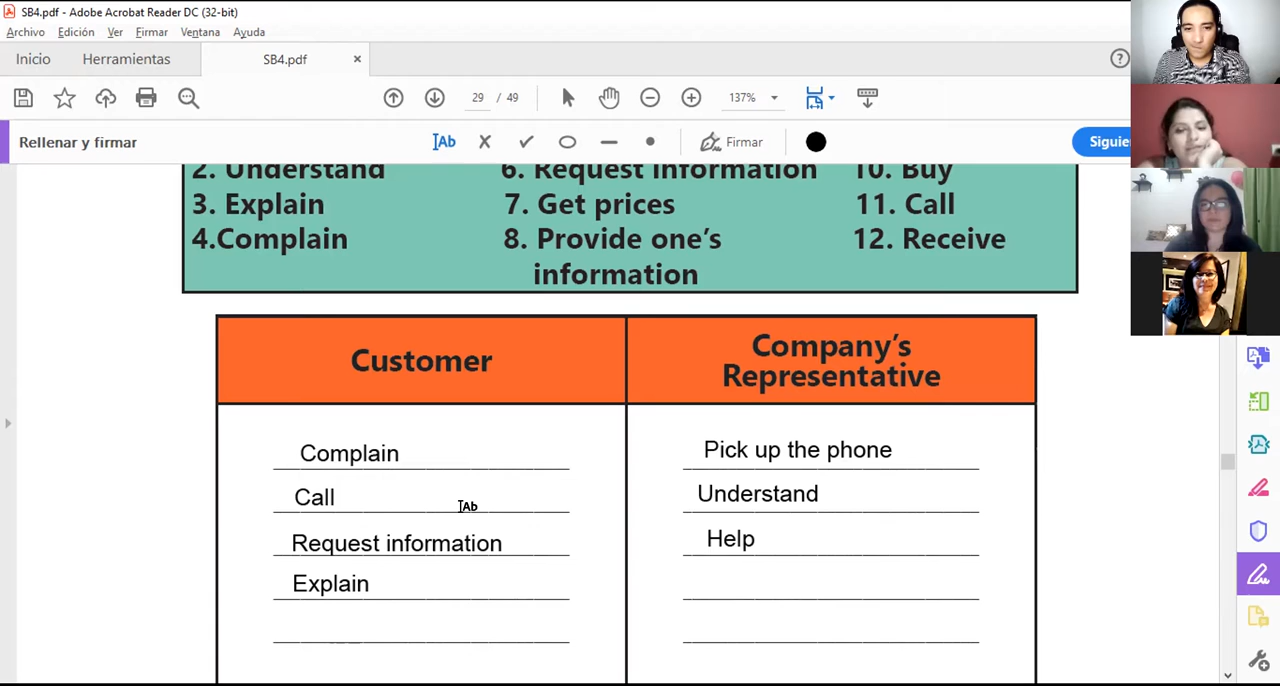 SB4.pdf - Adobe Acrobat Reader DC (32-bit)
Archivo Edición Ver Firmar Ventana Ayuda
Inicio Herramientas SB4.pdf ×
29 / 49 137%
Rellenar y firmar Ab Firmar Siguie
2. Understand 6. Request information 10. Buy
3. Explain 7. Get prices 11. Call
4.Complain 8. Provide one's 12. Receive
information
Customer Company's
Representative
Complain Pick up the phone
Call Understand
Ab
Request information Help
Explain